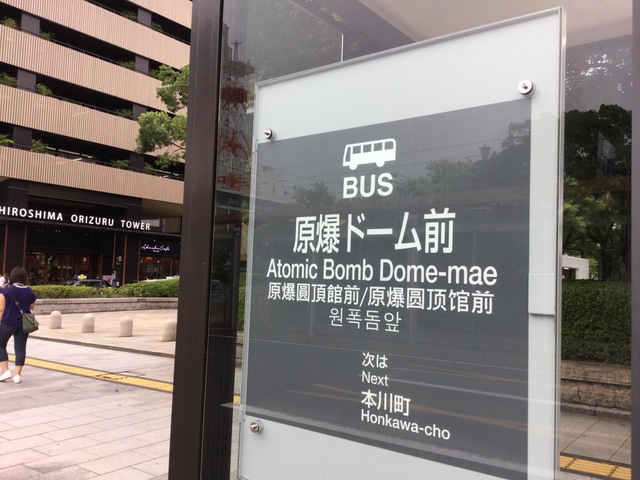 HIROSHIMA ORIZURU TOWER
BUS
原爆ドーム前
Atomic Bomb Dome-mae
原爆圓頂館前/原爆圆顶馆前
원폭돔앞
次は
Next
本川町
Honkawa-cho